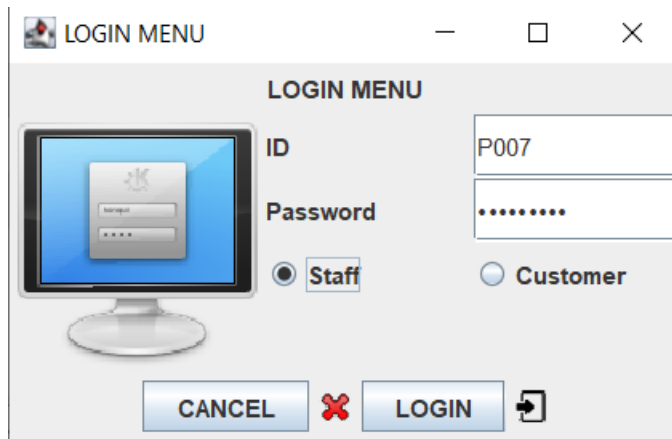 LOGIN MENU
LOGIN MENU
ID P007
Password •••••••••
Staff Customer
CANCEL LOGIN